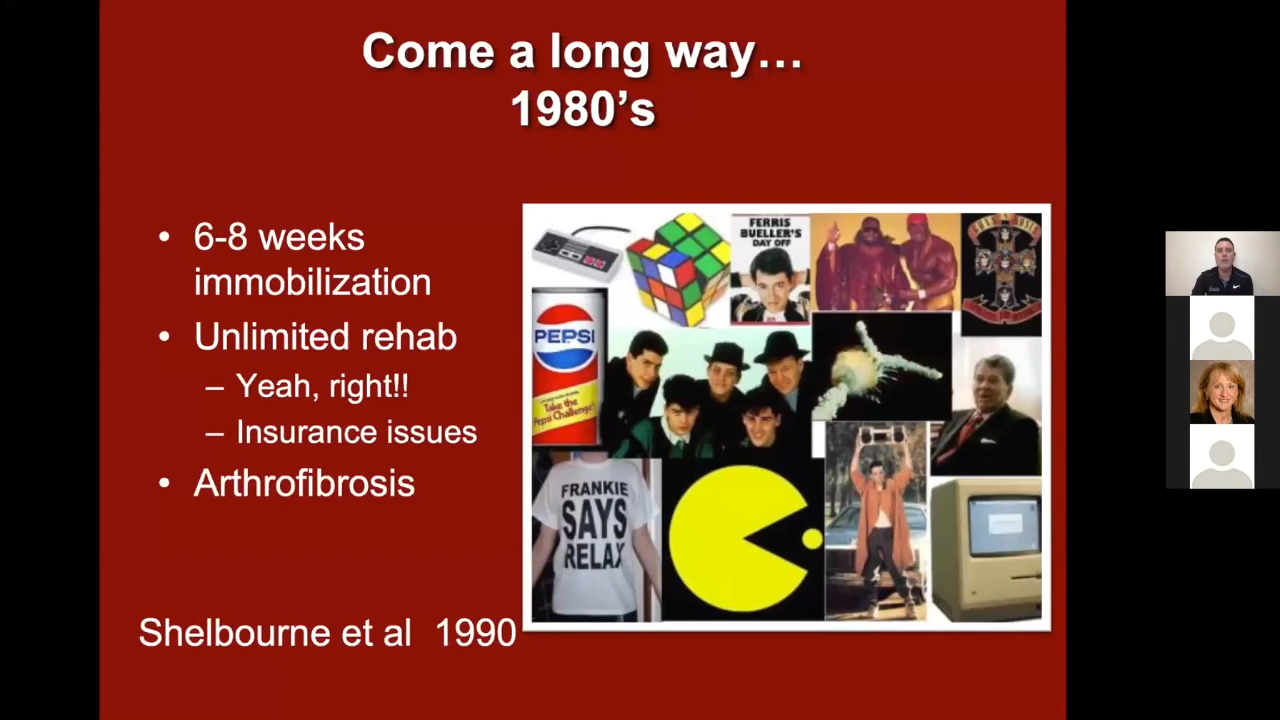 Come a long way…
1980’s
• 6-8 weeks
immobilization
• Unlimited rehab
– Yeah, right!!
– Insurance issues
• Arthrofibrosis
Shelbourne et al 1990
FERRIS
BUELLER'S
DAY OFF
PEPSI
Take the
Pepsi Challenge!
FRANKIE
SAYS
RELAX